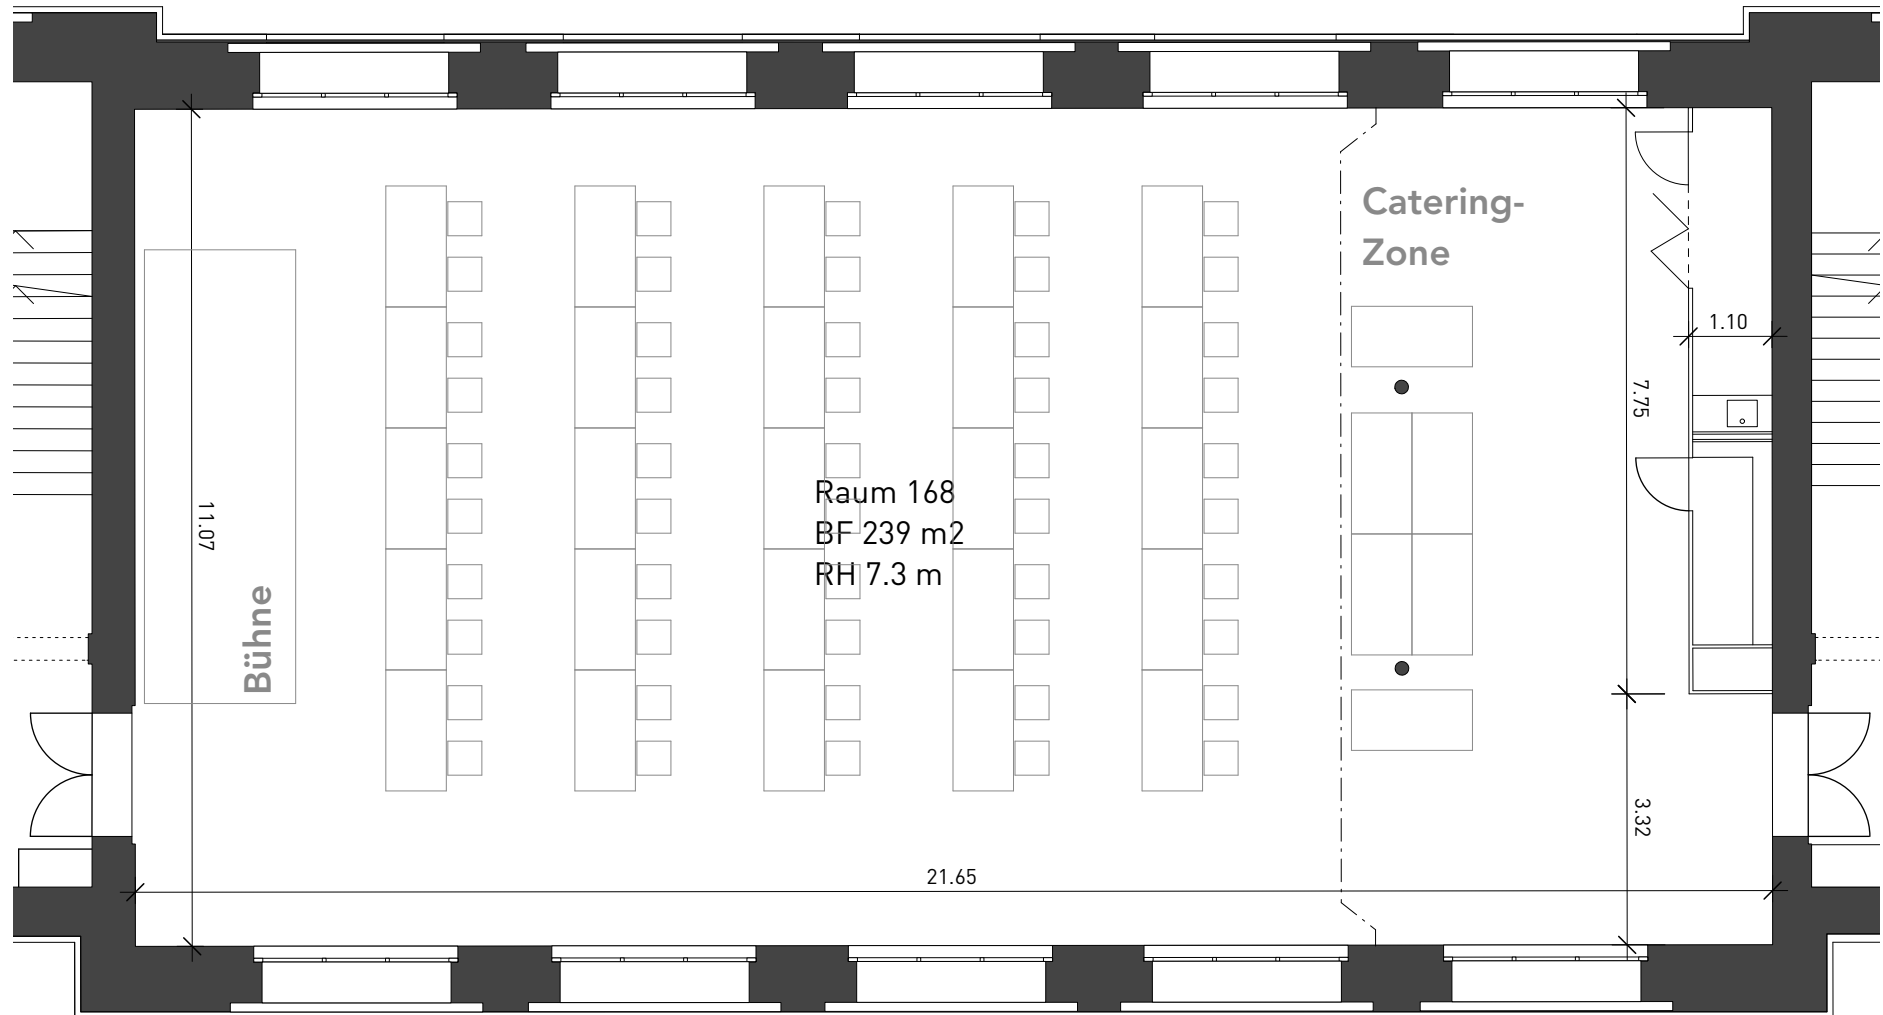 Catering-
Zone
1.10
7.75
Raum 168
BF 239 m2
RH 7.3 m
11.07
Bühne
3.32
21.65